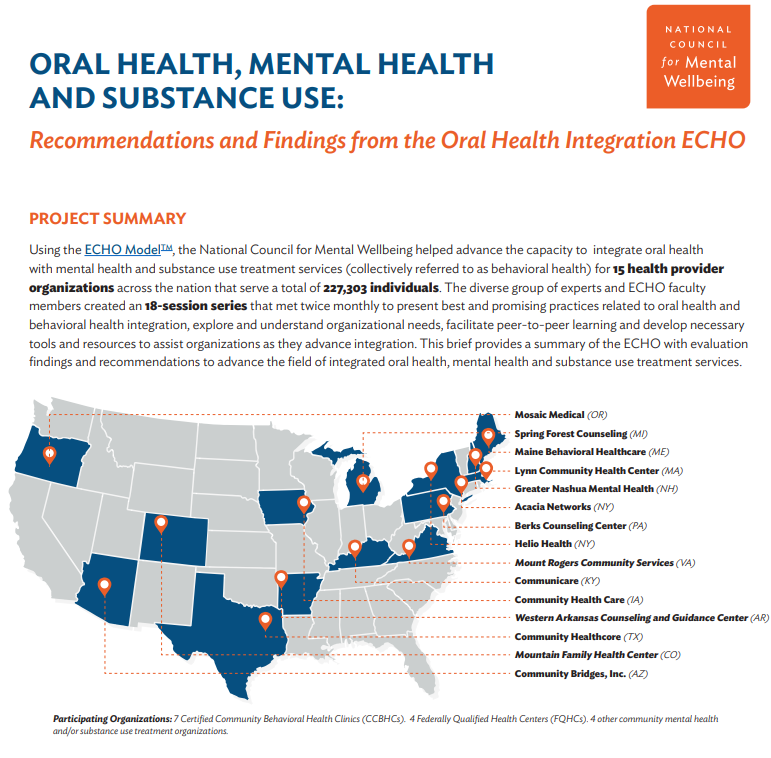 NATIONAL
COUNCIL
for Mental
Wellbeing
ORAL HEALTH, MENTAL HEALTH
AND SUBSTANCE USE:
Recommendations and Findings from the Oral Health Integration ECHO
PROJECT SUMMARY
Using the ECHO Model™, the National Council for Mental Wellbeing helped advance the capacity to integrate oral health
with mental health and substance use treatment services (collectively referred to as behavioral health) for 15 health provider
organizations across the nation that serve a total of 227,303 individuals. The diverse group of experts and ECHO faculty
members created an 18-session series that met twice monthly to present best and promising practices related to oral health and
behavioral health integration, explore and understand organizational needs, facilitate peer-to-peer learning and develop necessary
tools and resources to assist organizations as they advance integration. This brief provides a summary of the ECHO with evaluation
findings and recommendations to advance the field of integrated oral health, mental health and substance use treatment services.
Mosaic Medical (OR)
Spring Forest Counseling (MI)
Maine Behavioral Healthcare (ME)
Lynn Community Health Center (MA)
Greater Nashua Mental Health (NH)
Acacia Networks (NY)
Berks Counseling Center (PA)
Helio Health (NY)
Mount Rogers Community Services (VA)
Communicare (KY)
Community Health Care (IA)
Western Arkansas Counseling and Guidance Center (AR)
Community Healthcore (TX)
Mountain Family Health Center (CO)
Community Bridges, Inc. (AZ)
Participating Organizations: 7 Certified Community Behavioral Health Clinics (CCBHCs). 4 Federally Qualified Health Centers (FQHCs). 4 other community mental health
and/or substance use treatment organizations.